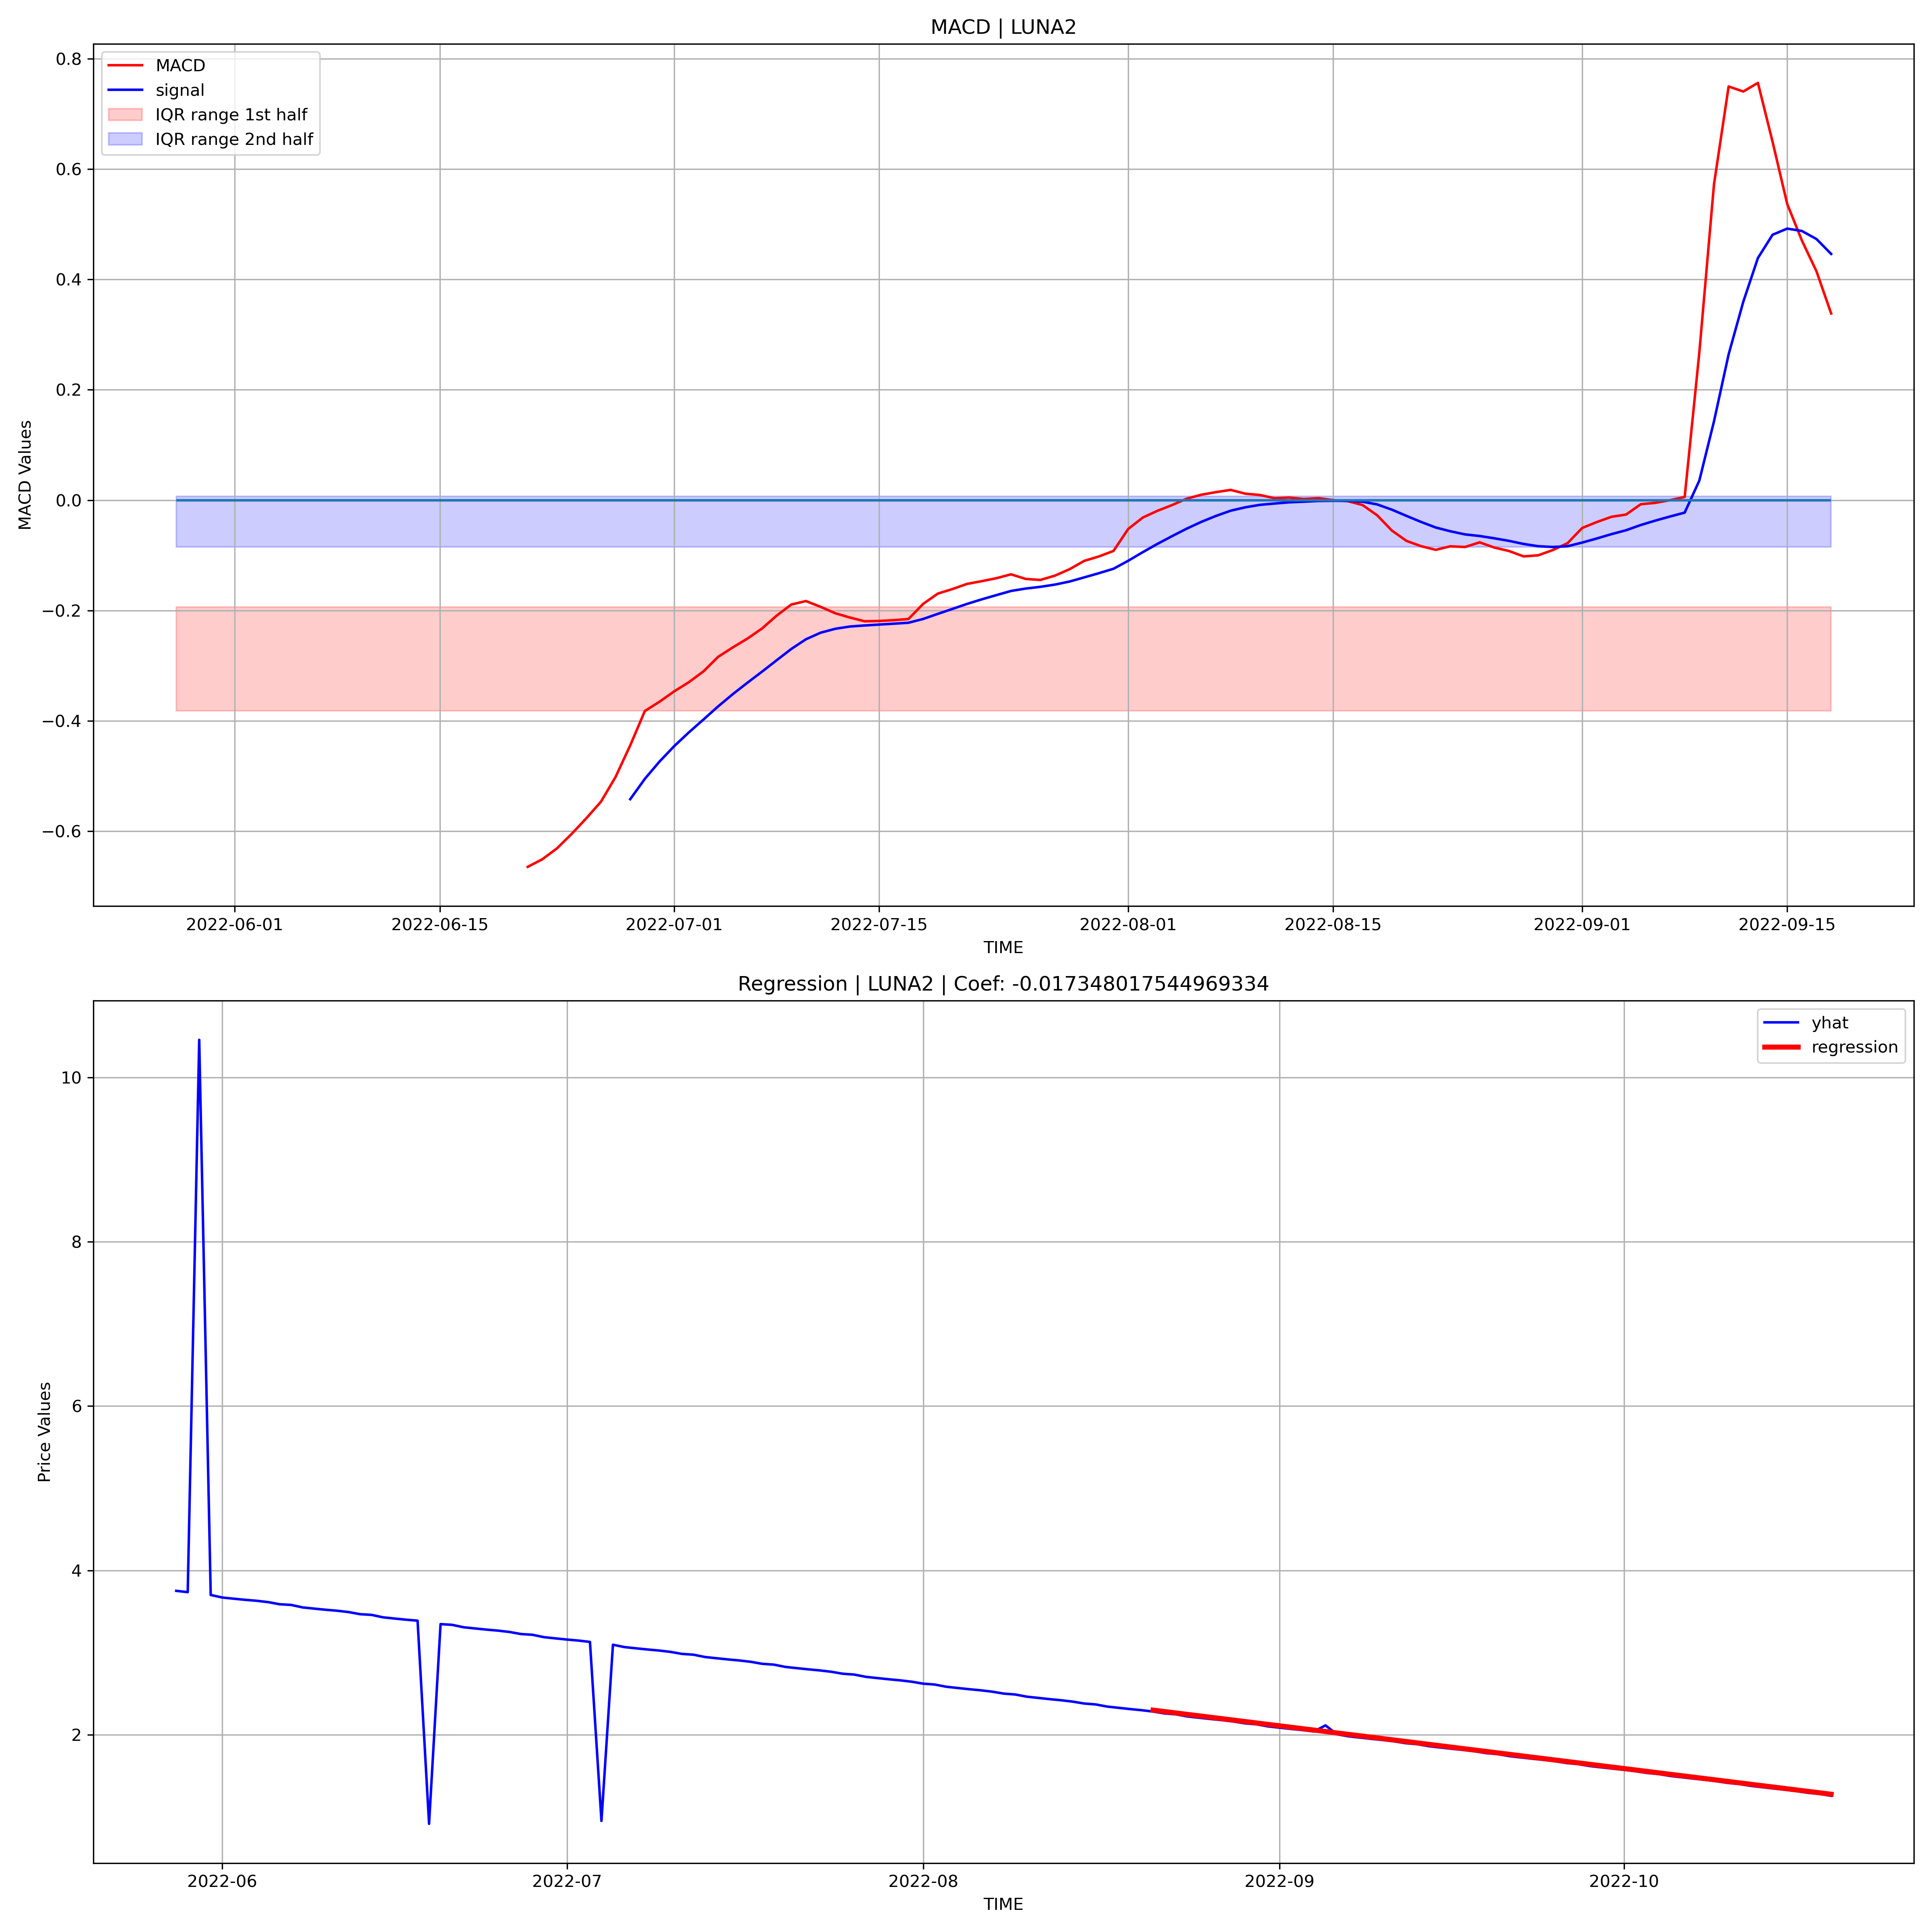 MACD | LUNA2
MACD
signal
IQR range 1st half
IQR range 2nd half
MACD Values
0.8
0.6
0.4
0.2
0.0
−0.2
−0.4
−0.6
2022-06-01 2022-06-15 2022-07-01 2022-07-15 2022-08-01 2022-08-15 2022-09-01 2022-09-15
TIME
Regression | LUNA2 | Coef: -0.017348017544969334
yhat
regression
Price Values
10
8
6
4
2
2022-06 2022-07 2022-08 2022-09 2022-10
TIME